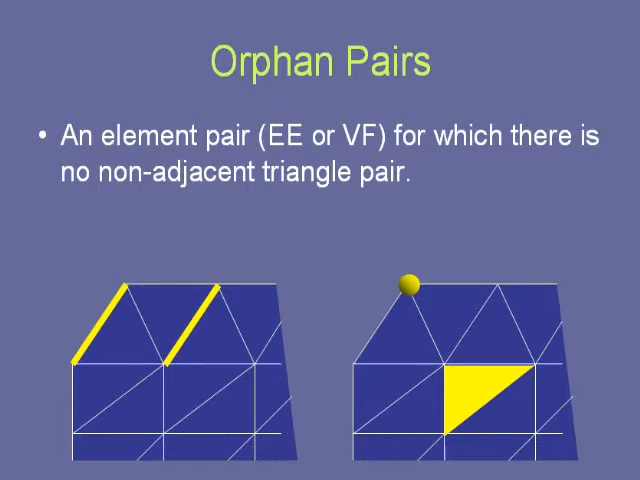 Orphan Pairs
• An element pair (EE or VF) for which there is
no non-adjacent triangle pair.